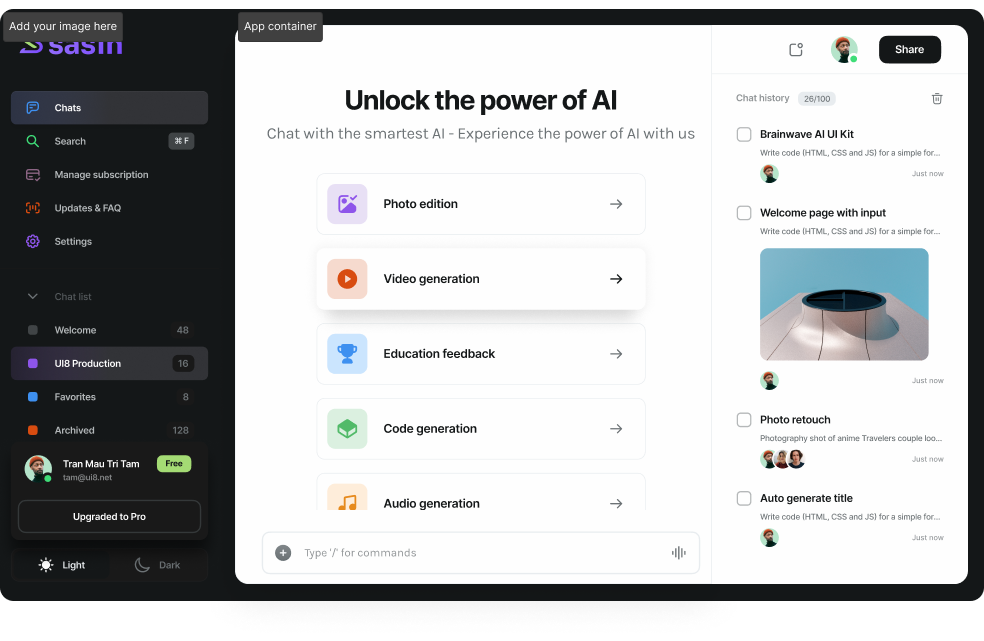 Add your image here
sasin
Chats
Search
⌘ F
Manage subscription
Updates & FAQ
Settings
Chat list
Welcome
48
UI8 Production
16
Favorites
8
Archived
128
Tran Mau Tri Tam
Free
tam@ui8.net
Upgraded to Pro
Light
Dark
App container
Unlock the power of AI
Chat with the smartest AI - Experience the power of AI with us
Photo edition
Video generation
Education feedback
Code generation
Audio generation
Type '/' for commands
Share
Chat history
26/100
Brainwave AI UI Kit
Write code (HTML, CSS and JS) for a simple for...
Just now
Welcome page with input
Write code (HTML, CSS and JS) for a simple for...
Just now
Photo retouch
Photography shot of anime Travelers couple loo...
Just now
Auto generate title
Write code (HTML, CSS and JS) for a simple for...
Just now